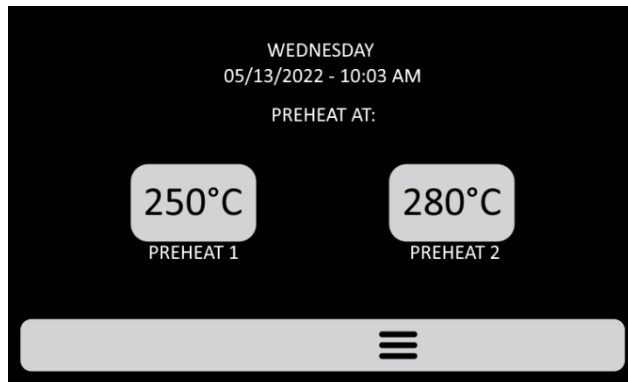 WEDNESDAY
05/13/2022 - 10:03 AM
PREHEAT AT:
250°C
280°C
PREHEAT 1
PREHEAT 2